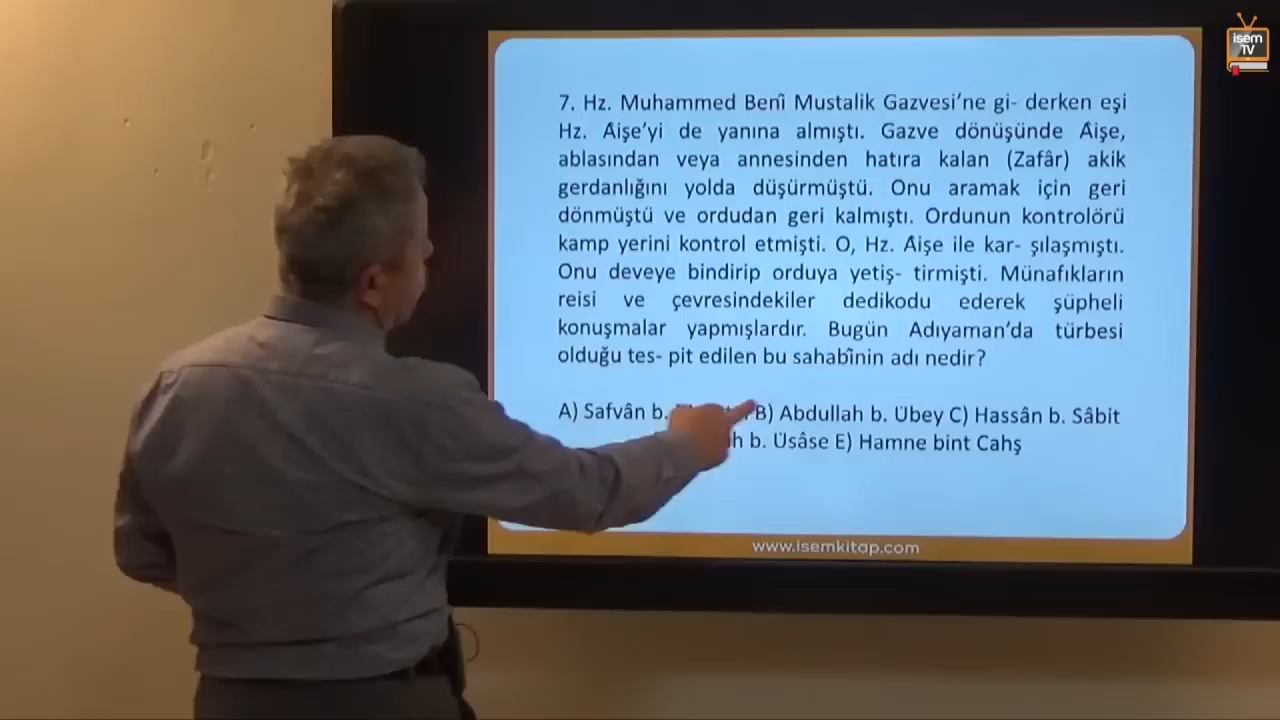 isem
TV
7. Hz. Muhammed Benî Mustalik Gazvesi’ne gi- derken eşi
Hz. Âişe’yi de yanına almıştı. Gazve dönüşünde Âişe,
ablasından veya annesinden hatıra kalan (Zafâr) akik
gerdanlığını yolda düşürmüştü. Onu aramak için geri
dönmüştü ve ordudan geri kalmıştı. Ordunun kontrolörü
kamp yerini kontrol etmişti. O, Hz. Âişe ile kar- şılaşmıştı.
Onu deveye bindirip orduya yetiş- tirmişti. Münafıkların
reisi ve çevresindekiler dedikodu ederek şüpheli
konuşmalar yapmışlardır. Bugün Adıyaman’da türbesi
olduğu tes- pit edilen bu sahabînin adı nedir?
A) Safvân b. B) Abdullah b. Übey C) Hassân b. Sâbit
b. Üsâse E) Hamne bint Cahş
www.isemkitap.com